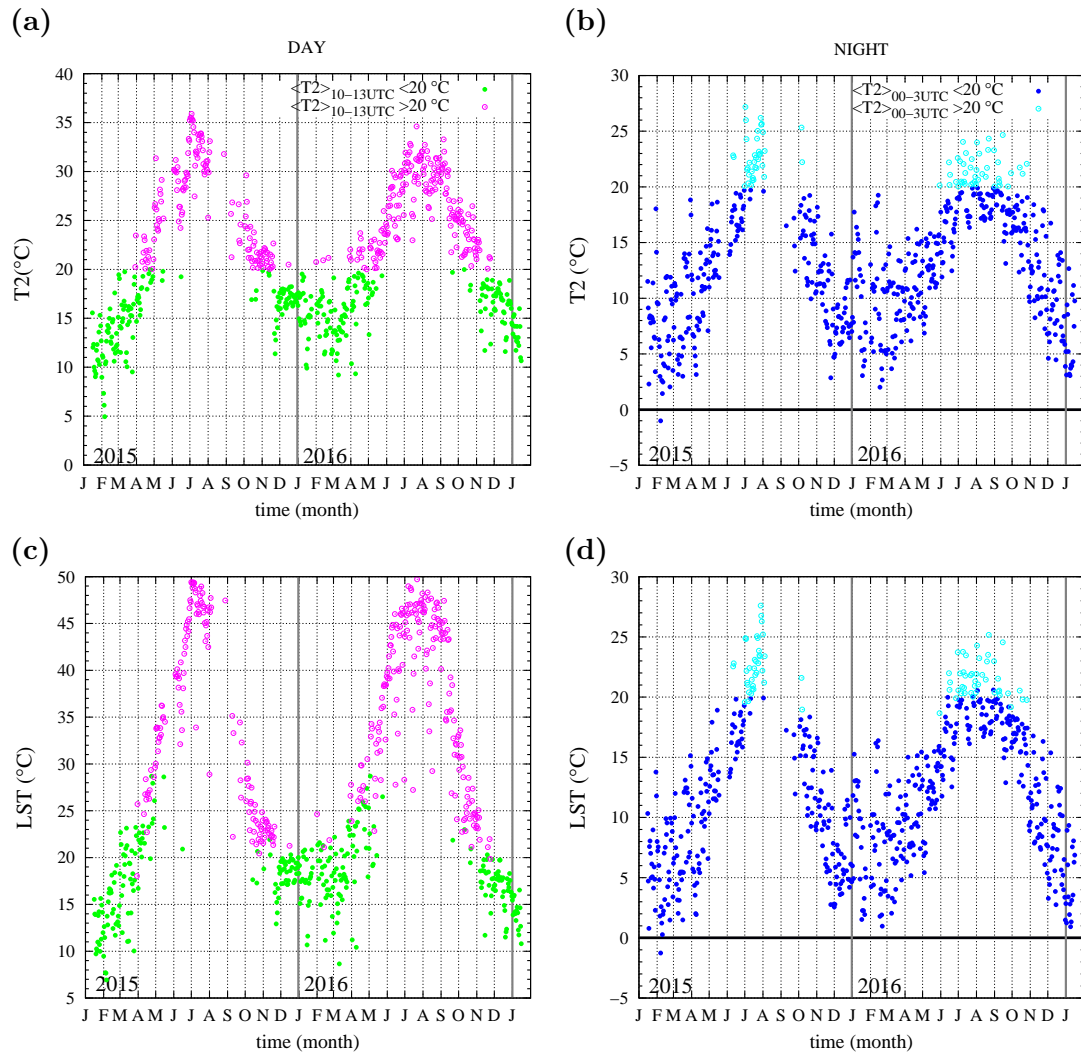 (a)
DAY
<T2>10−13UTC <20 °C
<T2>10−13UTC >20 °C
40
35
30
25
20
15
10
5
0
T2(°C)
2015
2016
J F M A M J J A S O N D J F M A M J J A S O N D J
time (month)
(b)
NIGHT
<T2>00−3UTC <20 °C
<T2>00−3UTC >20 °C
30
25
20
15
10
5
0
−5
T2 (°C)
2015
2016
J F M A M J J A S O N D J F M A M J J A S O N D J
time (month)
(c)
50
45
40
35
30
25
20
15
10
5
LST (°C)
2015
2016
J F M A M J J A S O N D J F M A M J J A S O N D J
time (month)
(d)
30
25
20
15
10
5
0
−5
LST (°C)
2015
2016
J F M A M J J A S O N D J F M A M J J A S O N D J
time (month)